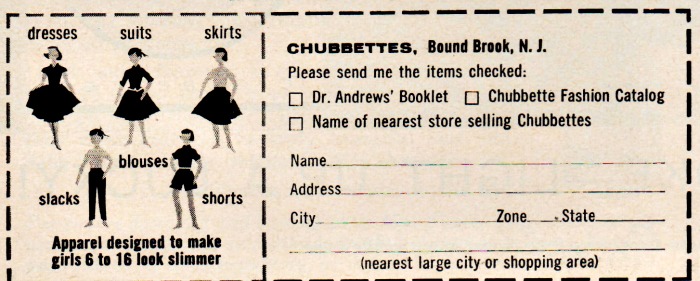 dresses suits skirts
blouses
slacks shorts
Apparel designed to make
girls 6 to 16 look slimmer
CHUBBETTES, Bound Brook, N. J.
Please send me the items checked:
Dr. Andrews' Booklet Chubbette Fashion Catalog
Name of nearest store selling Chubbettes
Name
Address
City Zone State
(nearest large city or shopping area)